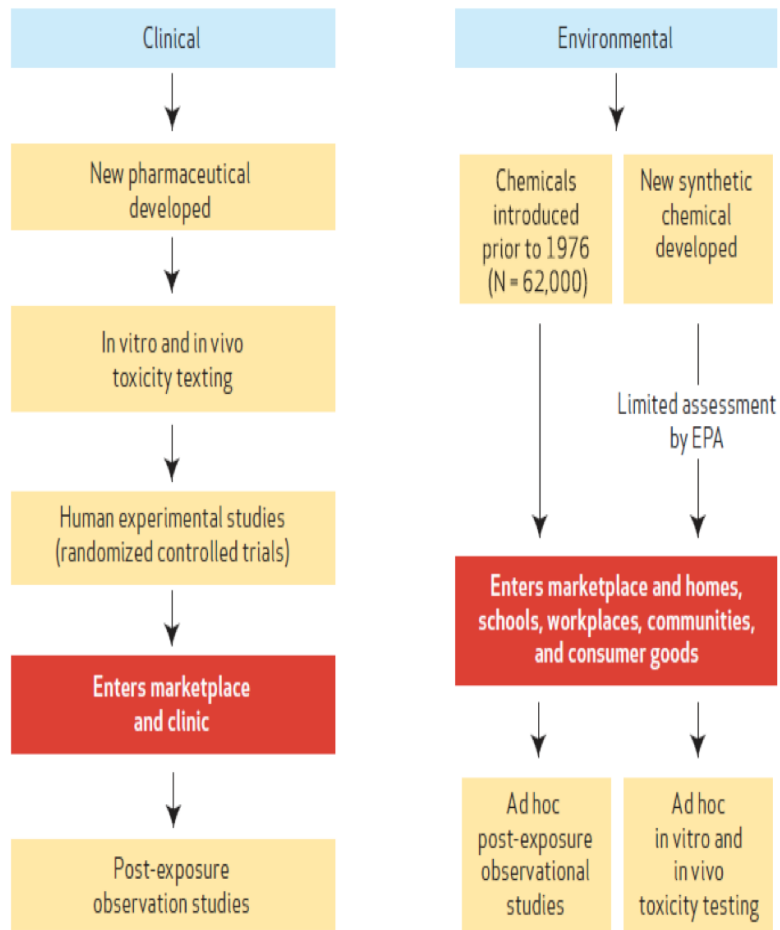 Clinical
New pharmaceutical
developed
In vitro and in vivo
toxicity texting
Human experimental studies
(randomized controlled trials)
Enters marketplace
and clinic
Post-exposure
observation studies
Environmental
Chemicals
introduced
prior to 1976
(N = 62,000)
New synthetic
chemical
developed
Limited assessment
by EPA
Enters marketplace and homes,
schools, workplaces, communities,
and consumer goods
Ad hoc
post-exposure
observational
studies
Ad hoc
in vitro and
in vivo
toxicity testing